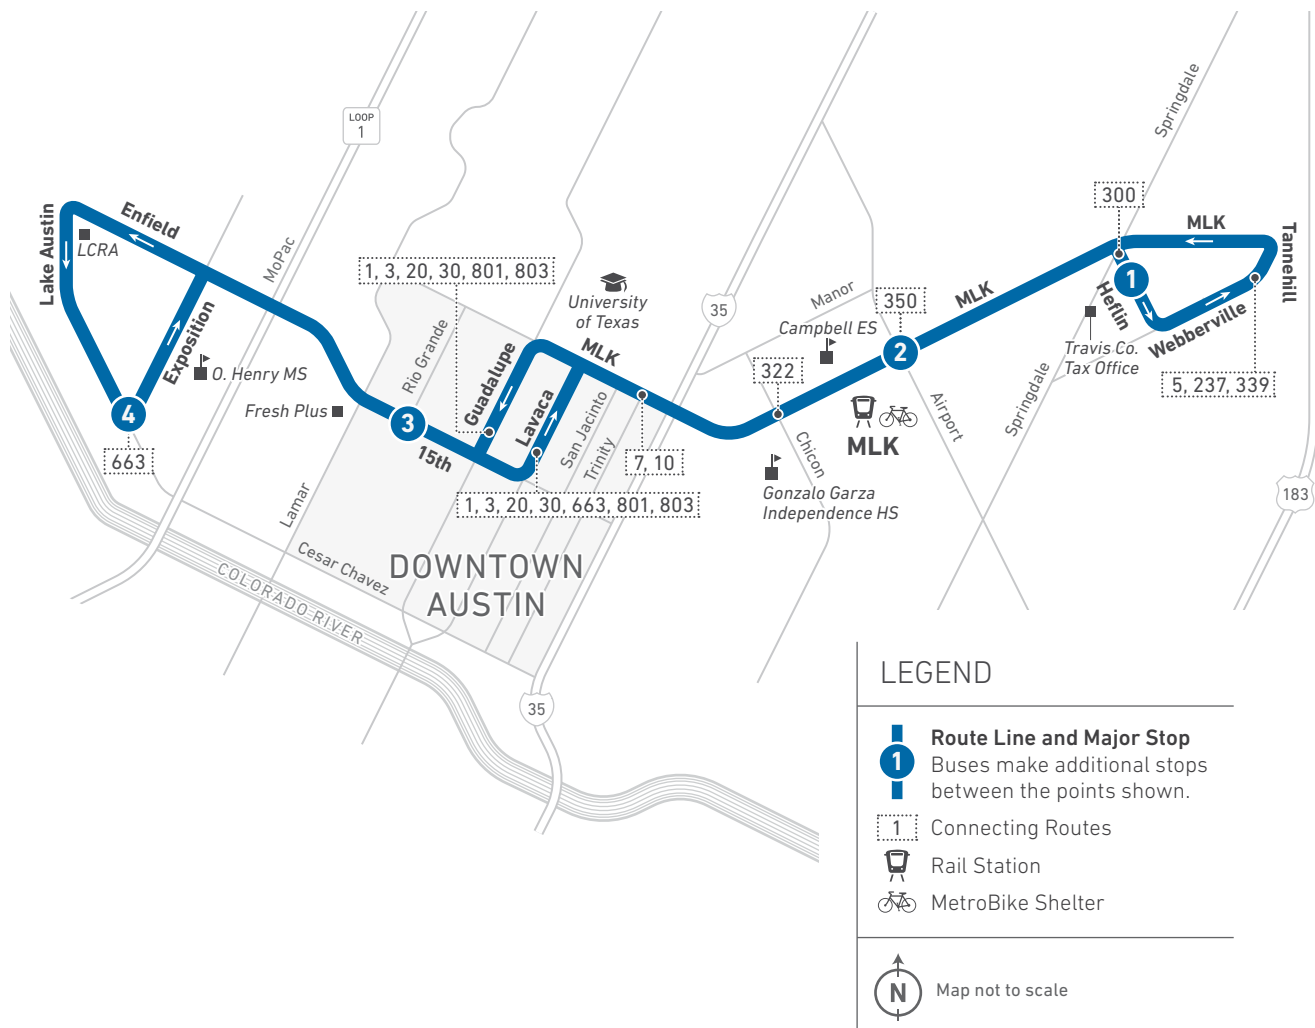 LOOP
1
Springdale
300
Enfield
MLK
Lake Austin
LCRA
MoPac
1, 3, 20, 30, 801, 803
University
of Texas
35
Manor
350
MLK
1
Heflin
Tannehill
Webberville
Campbell ES
2
Travis Co.
Tax Office
5, 237, 339
Exposition
O. Henry MS
Rio Grande
Guadalupe
MLK
322
4
Fresh Plus
3
Lavaca
San Jacinto
Airport
Springdale
663
15th
Trinity
7, 10
Chicon
MLK
Lamar
1, 3, 20, 30, 663, 801, 803
Gonzalo Garza
Independence HS
183
Cesar Chavez
DOWNTOWN
AUSTIN
COLORADO RIVER
35
LEGEND
1
Route Line and Major Stop
Buses make additional stops
between the points shown.
1
Connecting Routes
Rail Station
MetroBike Shelter
N
Map not to scale